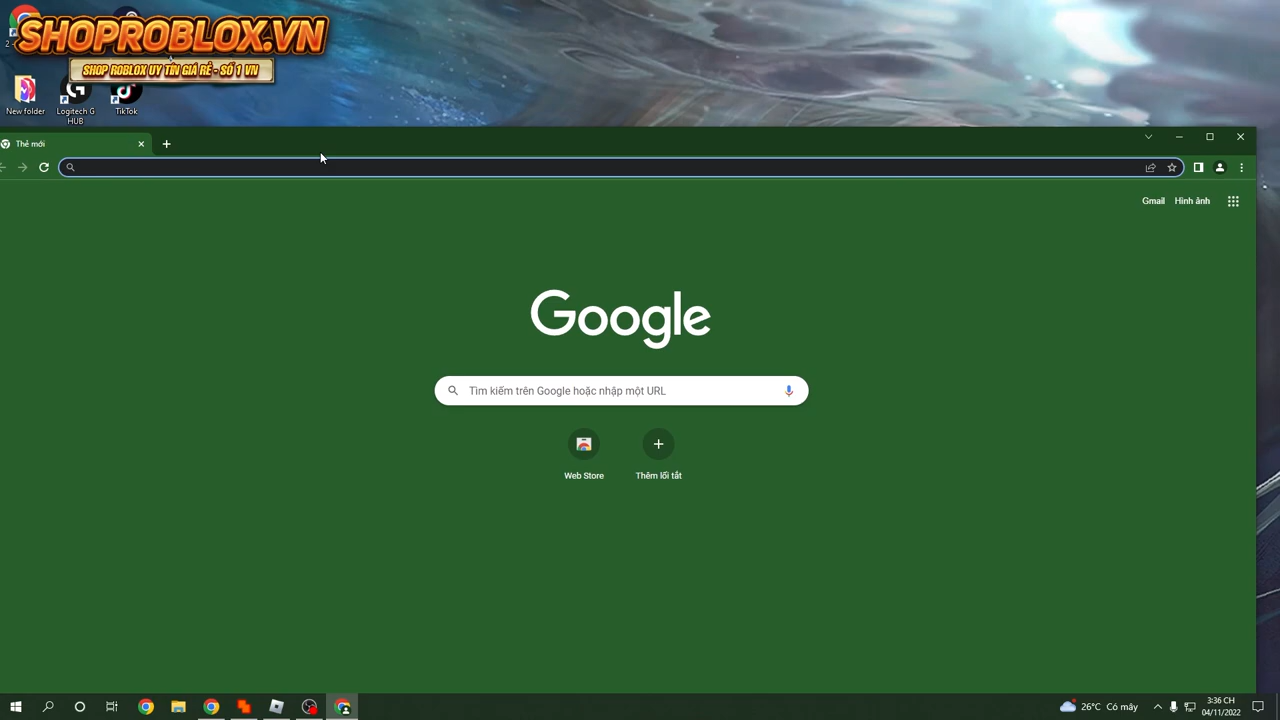 SHOPROBLOX.VN
SHOP ROBLOX UY TÍN GIÁ RẺ - SỐ 1 VN
New folder
Logitech G
HUB
TikTok
Thẻ mới
Gmail
Hình ảnh
Google
Tìm kiếm trên Google hoặc nhập một URL
Web Store
Thêm lối tắt
26°C Có mây
3:36 CH
04/11/2022